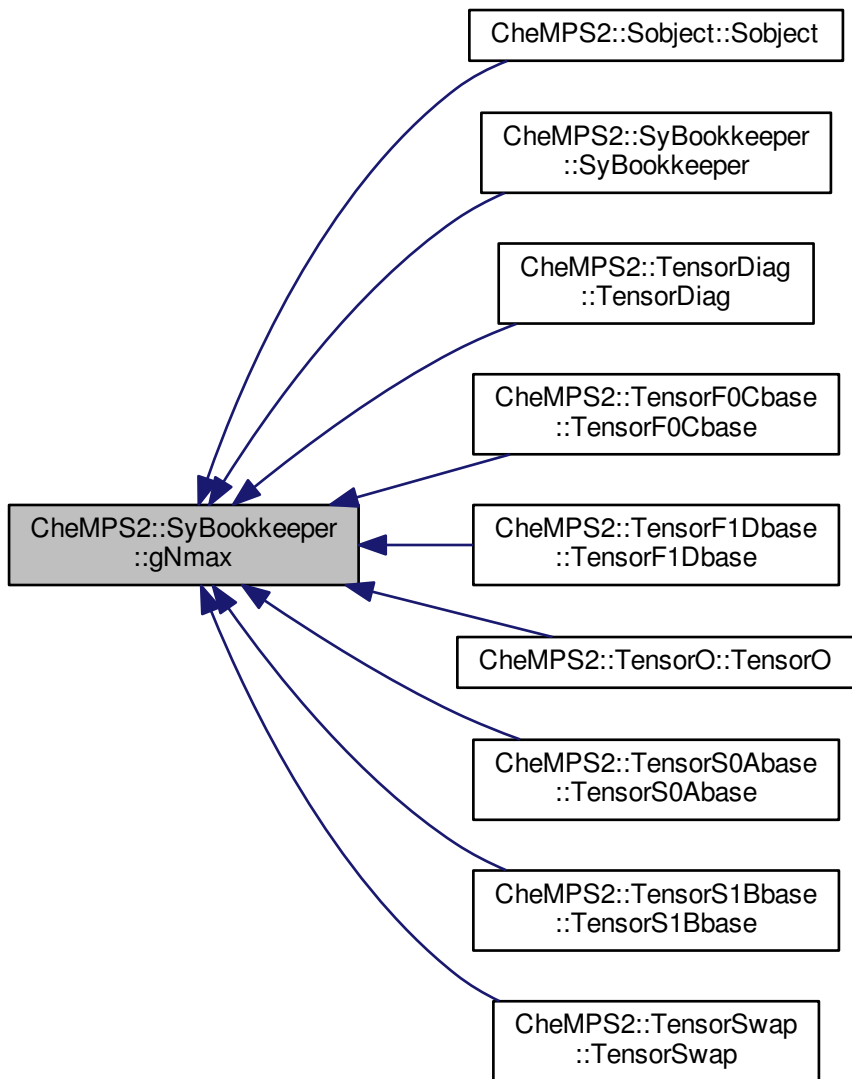 CheMPS2::Sobject::Sobject
CheMPS2::SyBookkeeper
::SyBookkeeper
CheMPS2::TensorDiag
::TensorDiag
CheMPS2::TensorF0Cbase
::TensorF0Cbase
CheMPS2::SyBookkeeper
::gNmax
CheMPS2::TensorF1Dbase
::TensorF1Dbase
CheMPS2::TensorO::TensorO
CheMPS2::TensorS0Abase
::TensorS0Abase
CheMPS2::TensorS1Bbase
::TensorS1Bbase
CheMPS2::TensorSwap
::TensorSwap